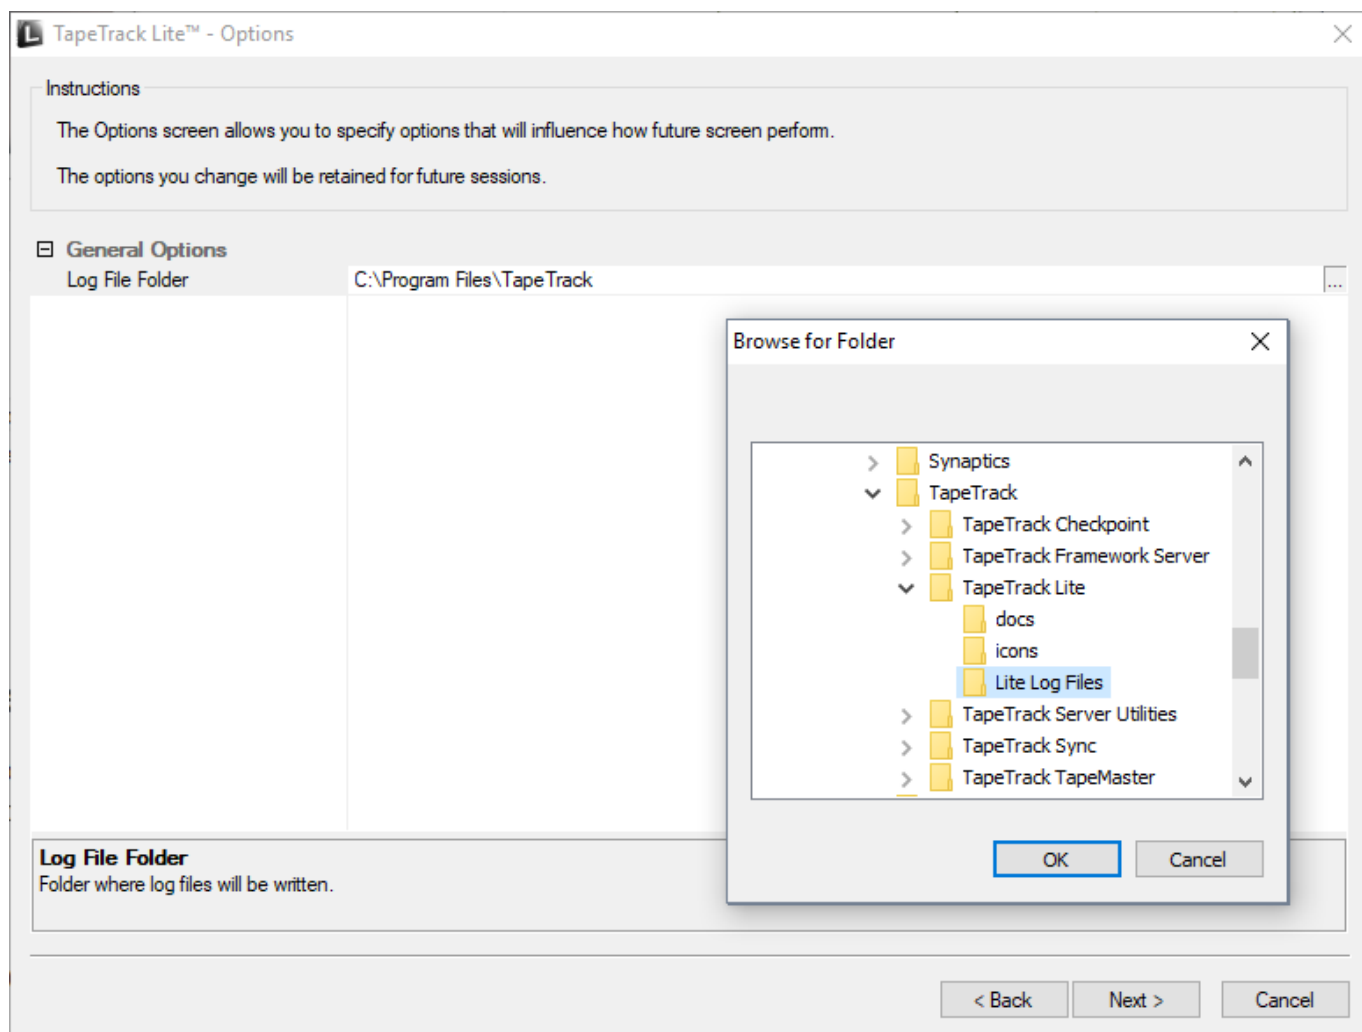 TapeTrack Lite™ - Options
Instructions
The Options screen allows you to specify options that will influence how future screen perform.
The options you change will be retained for future sessions.
General Options
Log File Folder
C:\Program Files\TapeTrack
...
Browse for Folder
Synaptics
TapeTrack
TapeTrack Checkpoint
TapeTrack Framework Server
TapeTrack Lite
docs
icons
Lite Log Files
TapeTrack Server Utilities
TapeTrack Sync
TapeTrack TapeMaster
OK
Cancel
Log File Folder
Folder where log files will be written.
< Back
Next >
Cancel